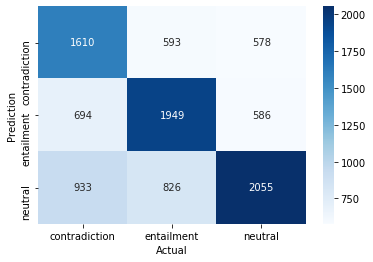 Prediction
contradiction
entailment
neutral
1610 593 578
694 1949 586
933 826 2055
contradiction entailment neutral
Actual
2000
1750
1500
1250
1000
750